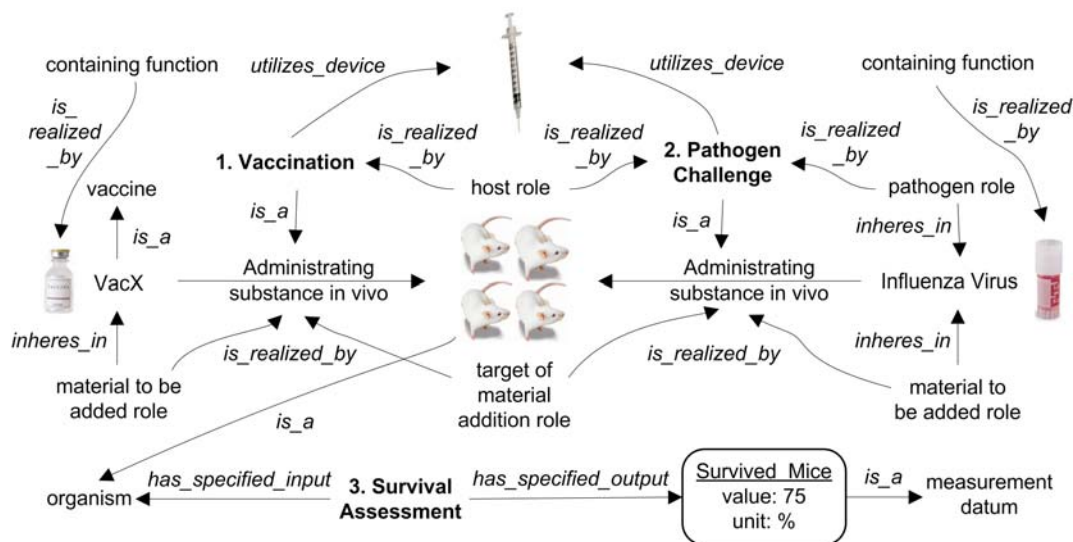 containing function
utilizes_device
utilizes_device
containing function
is_
realized
_by
is_realized
_by
is_realized
_by
is_realized
_by
is_realized
_by
1. Vaccination
2. Pathogen
Challenge
vaccine
host role
pathogen role
is_a
is_a
is_a
inheres_in
VacX
Administrating
substance in vivo
Administrating
substance in vivo
Influenza Virus
inheres_in
is_realized_by
is_realized_by
inheres_in
material to be
added role
target of
material
addition role
material to
be added role
is_a
organism
has_specified_input
3. Survival
Assessment
has_specified_output
Survived Mice
value: 75
unit: %
is_a
measurement
datum